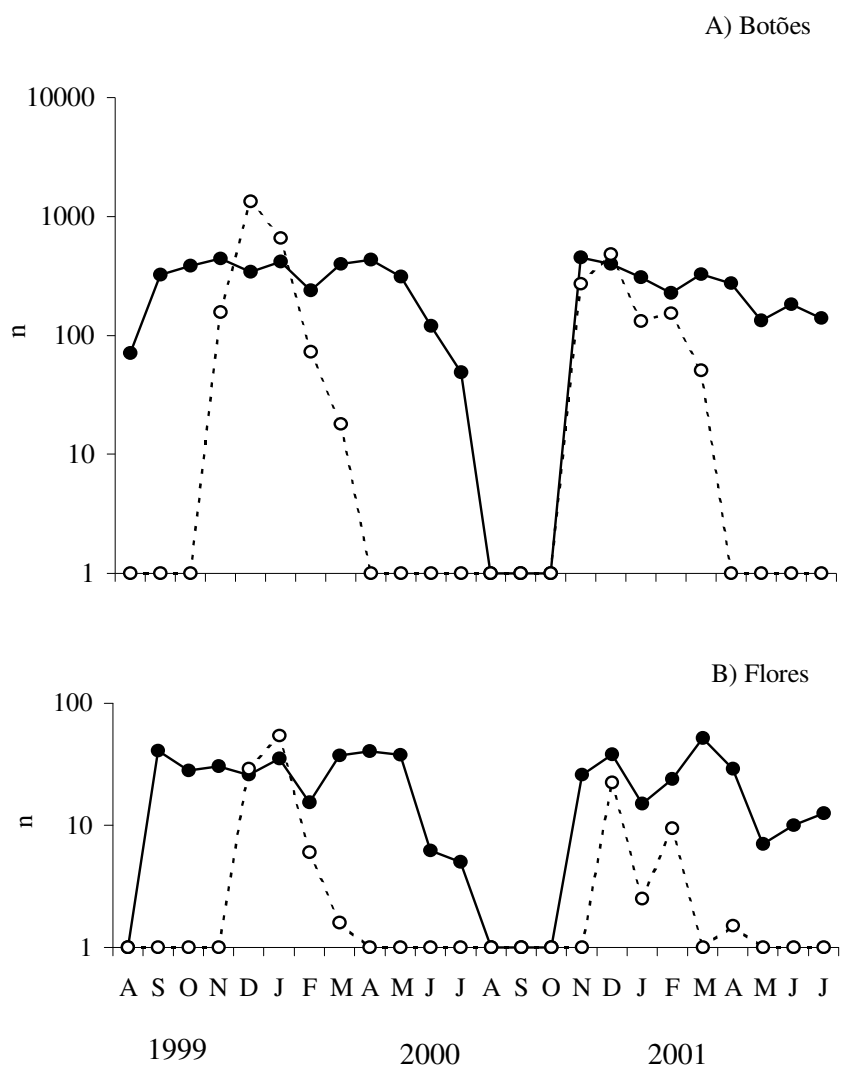 A) Botões
10000
1000
100
10
1
n
B) Flores
100
10
1
n
A S O N D J F M A M J J A S O N D J F M A M J J
1999 2000 2001